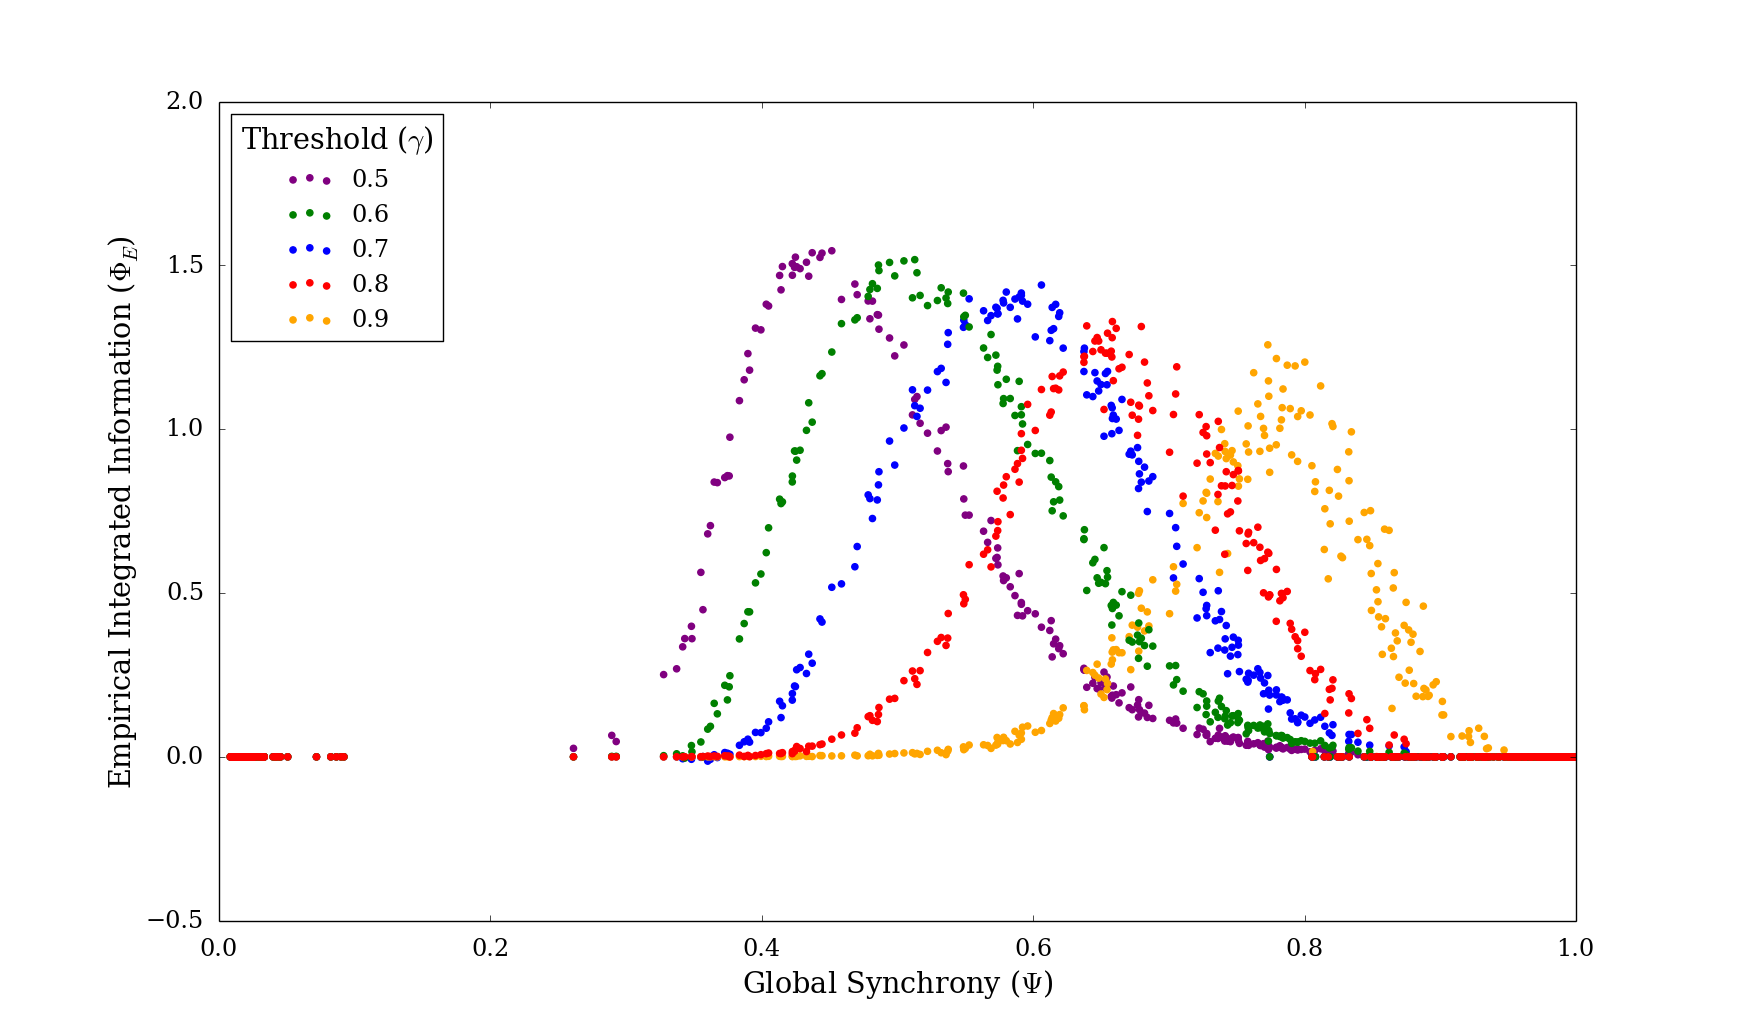 2.0
1.5
1.0
0.5
0.0
−0.5
Empirical Integrated Information (Φ_E)
Threshold (γ)
0.5
0.6
0.7
0.8
0.9
0.0 0.2 0.4 0.6 0.8 1.0
Global Synchrony (Ψ)